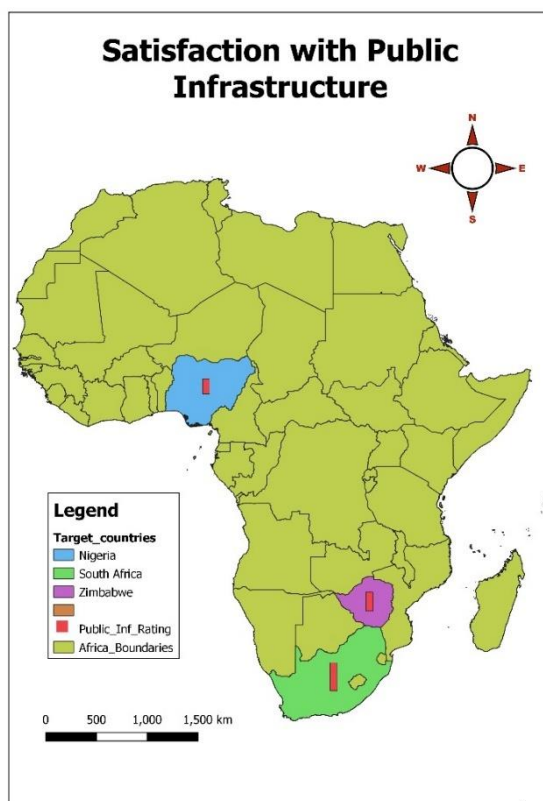 Satisfaction with Public
Infrastructure
N
W
E
S
Legend
Target_countries
Nigeria
South Africa
Zimbabwe
Public_Inf_Rating
Africa_Boundaries
0 500 1,000 1,500 km